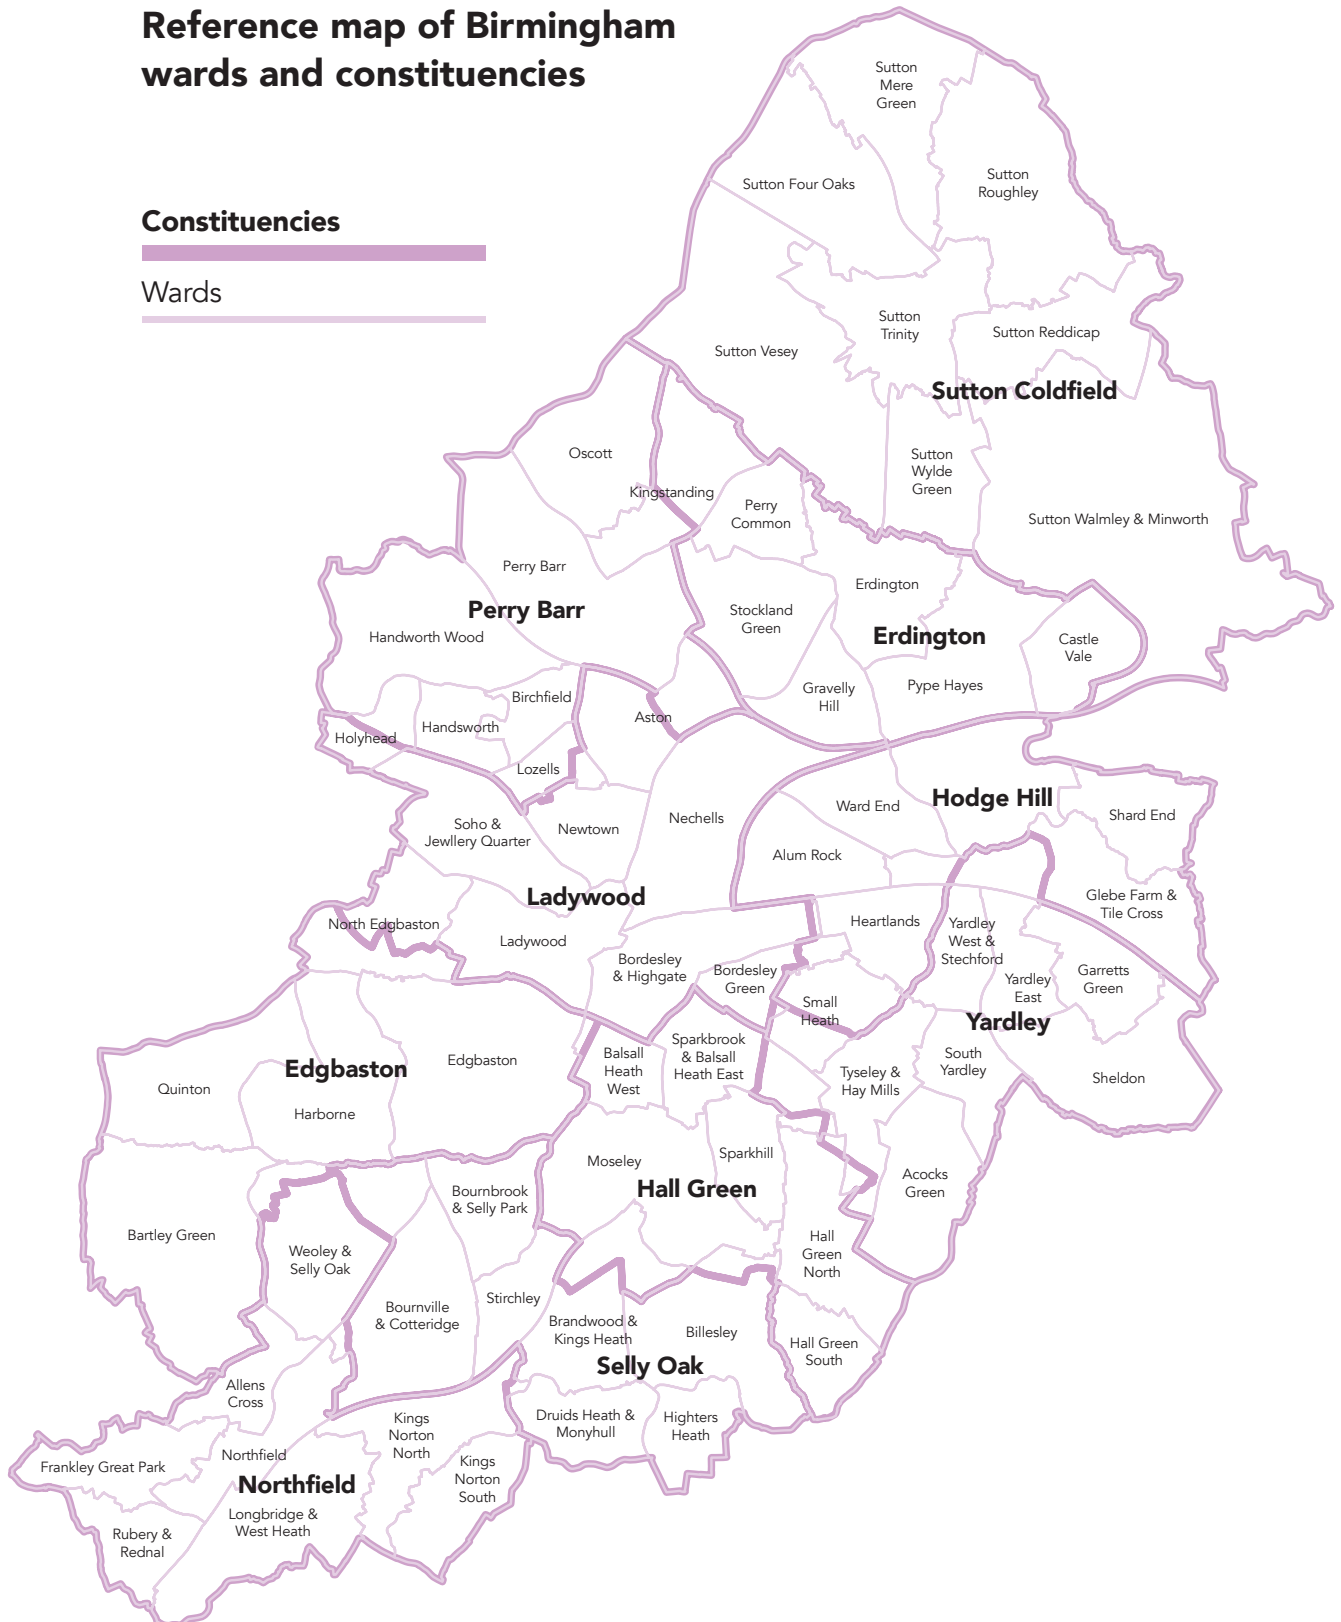 Reference map of Birmingham
wards and constituencies
Constituencies
Wards
Sutton
Mere
Green
Sutton Four Oaks
Sutton
Roughley
Sutton
Trinity
Sutton Reddicap
Sutton Vesey
Sutton Coldfield
Sutton
Wylde
Green
Sutton Walmley & Minworth
Oscott
Kingstanding
Perry
Common
Perry Barr
Perry Barr
Handworth Wood
Erdington
Stockland
Green
Erdington
Castle
Vale
Pype Hayes
Gravelly
Hill
Birchfield
Handsworth
Aston
Holyhead
Lozells
Hodge Hill
Ward End
Shard End
Nechells
Newtown
Soho &
Jewllery Quarter
Alum Rock
Ladywood
Glebe Farm &
Tile Cross
North Edgbaston
Ladywood
Heartlands
Yardley
West &
Stechford
Bordesley
& Highgate
Bordesley
Green
Garretts
Green
Yardley
East
Small
Heath
Yardley
Sparkbrook
& Balsall
Heath East
Balsall
Heath
West
Edgbaston
Edgbaston
South
Yardley
Tyseley &
Hay Mills
Sheldon
Quinton
Harborne
Moseley
Sparkhill
Hall Green
Acocks
Green
Bournbrook
& Selly Park
Bartley Green
Weoley &
Selly Oak
Hall
Green
North
Stirchley
Bournville
& Cotteridge
Brandwood &
Kings Heath
Billesley
Hall Green
South
Selly Oak
Allens
Cross
Druids Heath &
Monyhull
Highters
Heath
Kings
Norton
North
Northfield
Frankley Great Park
Kings
Norton
South
Northfield
Longbridge &
West Heath
Rubery &
Rednal